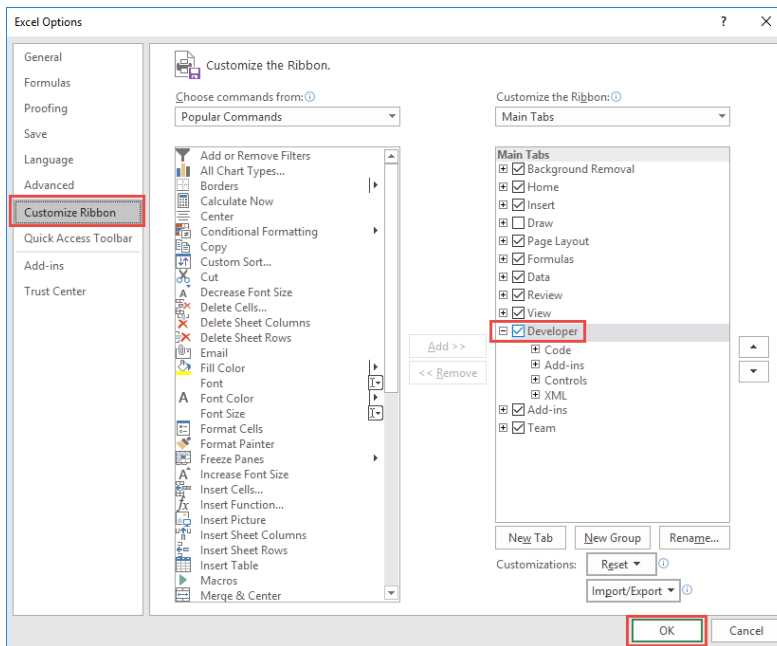 Excel Options
?
General
Formulas
Proofing
Save
Language
Advanced
Customize Ribbon
Quick Access Toolbar
Add-ins
Trust Center
Customize the Ribbon.
Choose commands from:
Popular Commands
Add or Remove Filters
All Chart Types...
Borders
Calculate Now
Center
Conditional Formatting
Copy
Custom Sort...
Cut
Decrease Font Size
Delete Cells...
Delete Sheet Columns
Delete Sheet Rows
Email
Fill Color
Font
Font Color
Font Size
Format Cells
Format Painter
Freeze Panes
Increase Font Size
Insert Cells...
Insert Function...
Insert Picture
Insert Sheet Columns
Insert Sheet Rows
Insert Table
Macros
Merge & Center
Add >>
<< Remove
Customize the Ribbon:
Main Tabs
Main Tabs
Background Removal
Home
Insert
Draw
Page Layout
Formulas
Data
Review
View
Developer
Code
Add-ins
Controls
XML
Add-ins
Team
New Tab New Group Rename...
Customizations: Reset
Import/Export
OK Cancel